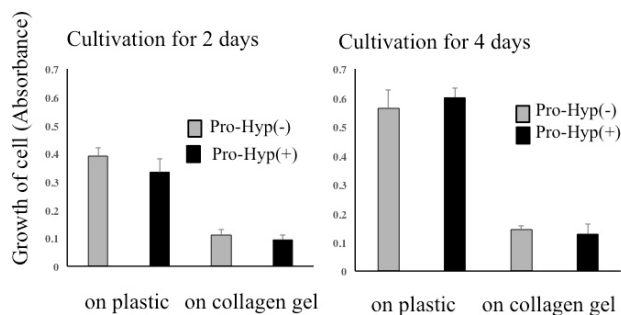 Cultivation for 2 days
Cultivation for 4 days
Growth of cell (Absorbance)
0.7
0.6
0.5
0.4
0.3
0.2
0.1
0
Pro-Hyp(-)
Pro-Hyp(+)
on plastic
on collagen gel
0.7
0.6
0.5
0.4
0.3
0.2
0.1
0
Pro-Hyp(-)
Pro-Hyp(+)
on plastic
on collagen gel